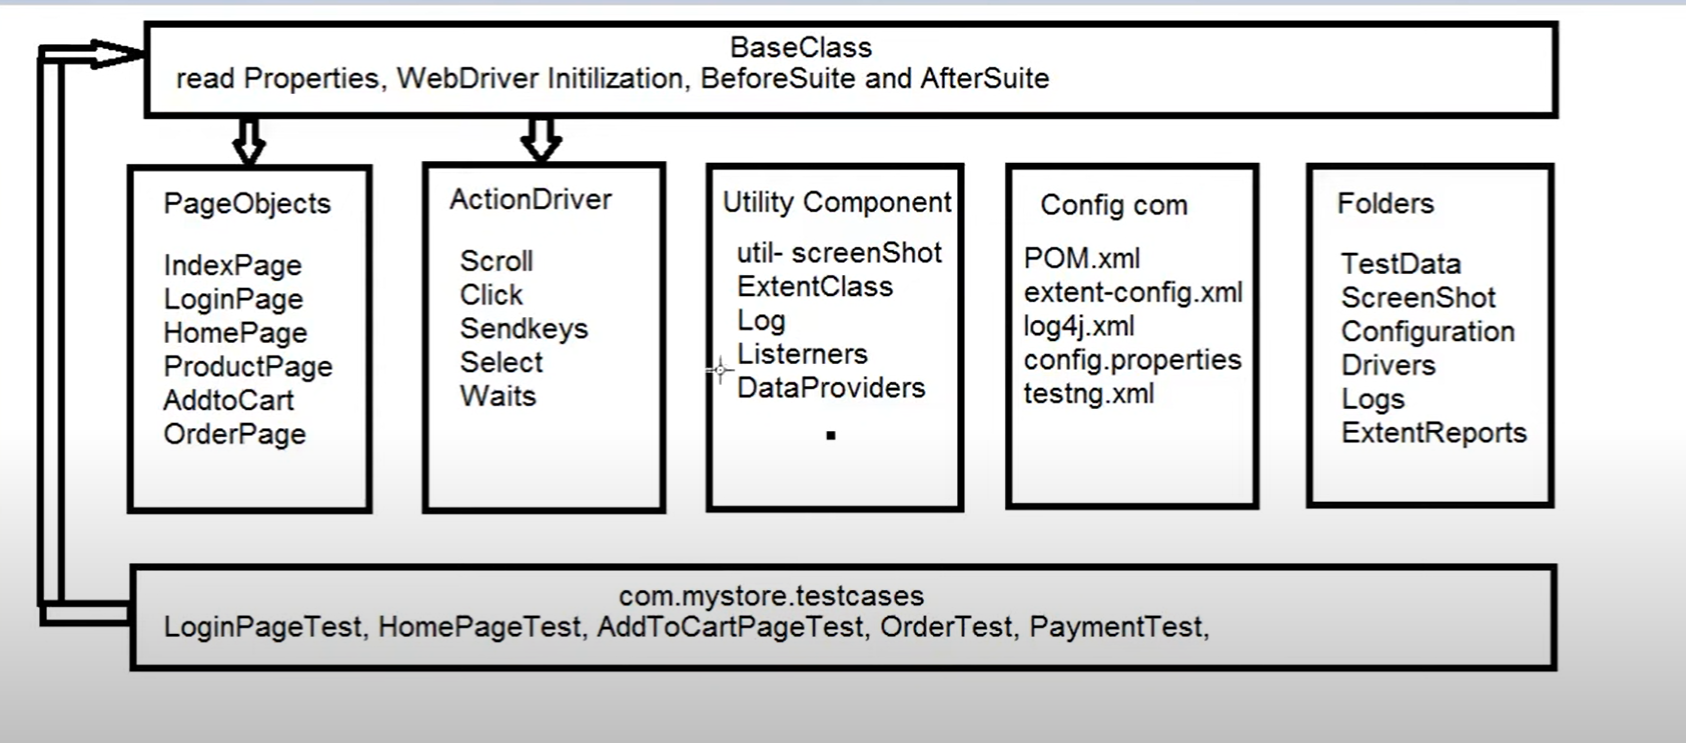 BaseClass
read Properties, WebDriver Initilization, BeforeSuite and AfterSuite
PageObjects
IndexPage
LoginPage
HomePage
ProductPage
AddtoCart
OrderPage
ActionDriver
Scroll
Click
Sendkeys
Select
Waits
Utility Component
util- screenShot
ExtentClass
Log
Listerners
DataProviders
Config com
POM.xml
extent-config.xml
log4j.xml
config.properties
testng.xml
Folders
TestData
ScreenShot
Configuration
Drivers
Logs
ExtentReports
com.mystore.testcases
LoginPageTest, HomePageTest, AddToCartPageTest, OrderTest, PaymentTest,